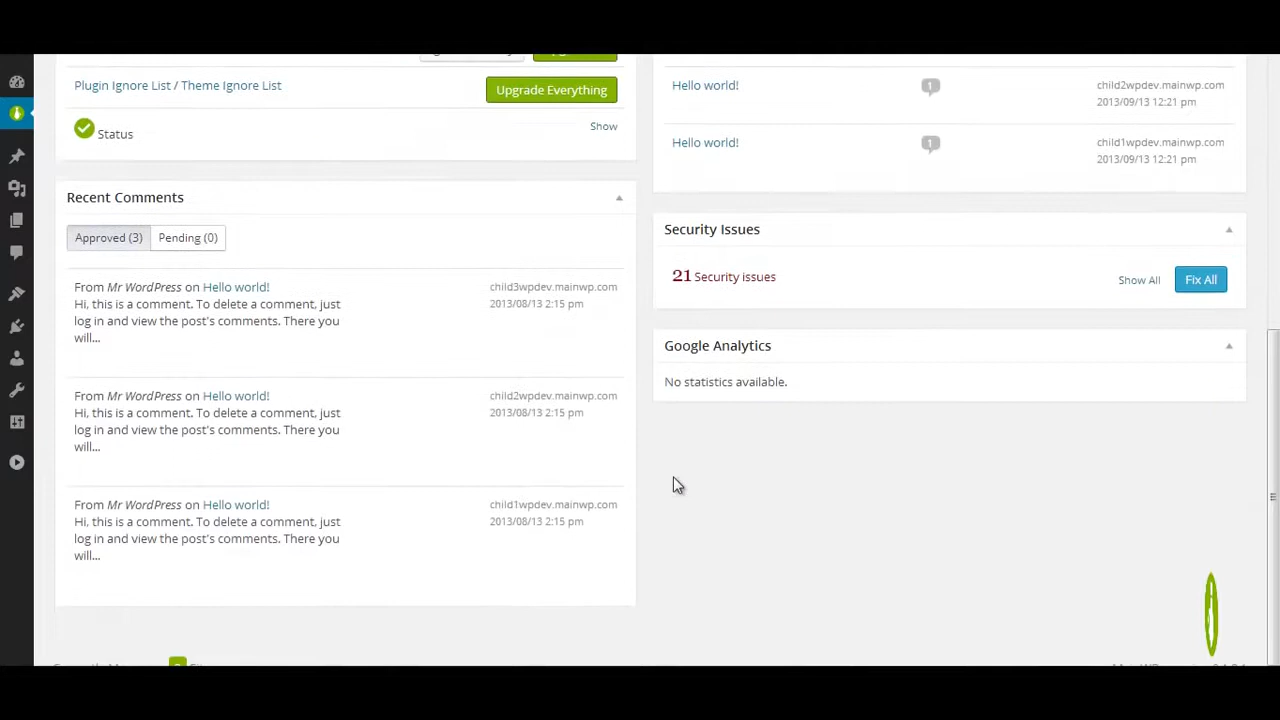 Plugin Ignore List / Theme Ignore List
Upgrade Everything
Status
Show
Recent Comments
Approved (3)
Pending (0)
From Mr WordPress on Hello world!
child3wpdev.mainwp.com
Hi, this is a comment. To delete a comment, just
2013/08/13 2:15 pm
log in and view the post's comments. There you
will...
From Mr WordPress on Hello world!
child2wpdev.mainwp.com
Hi, this is a comment. To delete a comment, just
2013/08/13 2:15 pm
log in and view the post's comments. There you
will...
From Mr WordPress on Hello world!
child1wpdev.mainwp.com
Hi, this is a comment. To delete a comment, just
2013/08/13 2:15 pm
log in and view the post's comments. There you
will...
Hello world!
1
child2wpdev.mainwp.com
2013/09/13 12:21 pm
Hello world!
1
child1wpdev.mainwp.com
2013/09/13 12:21 pm
Security Issues
21 Security issues
Show All
Fix All
Google Analytics
No statistics available.